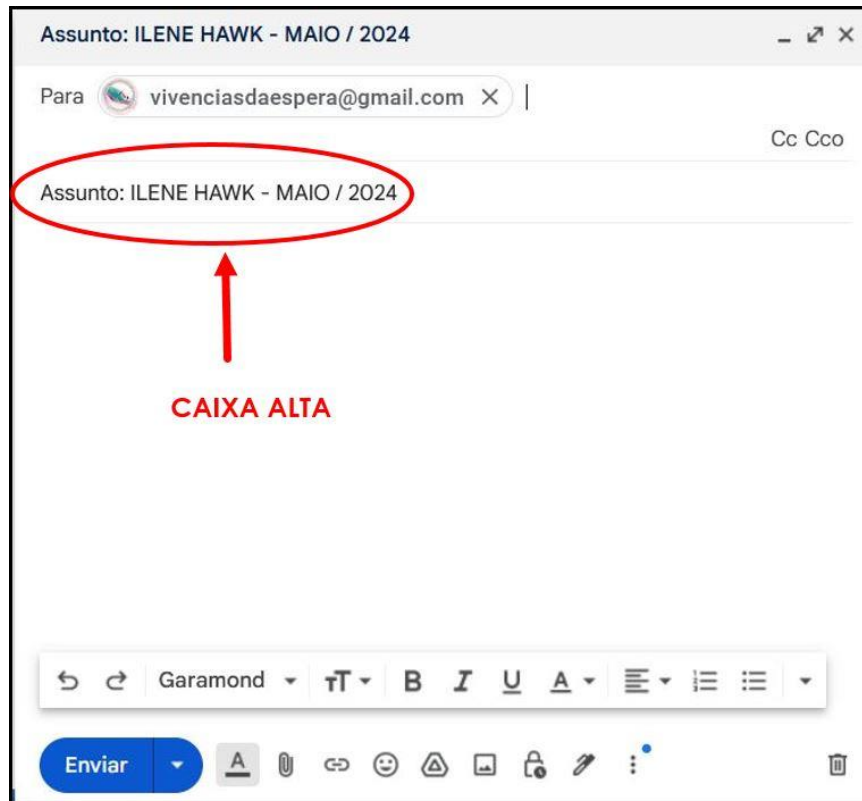 Assunto: ILENE HAWK - MAIO / 2024
Para vivenciasdaespera@gmail.com
Cc Cco
Assunto: ILENE HAWK - MAIO / 2024
CAIXA ALTA
Garamond
Enviar